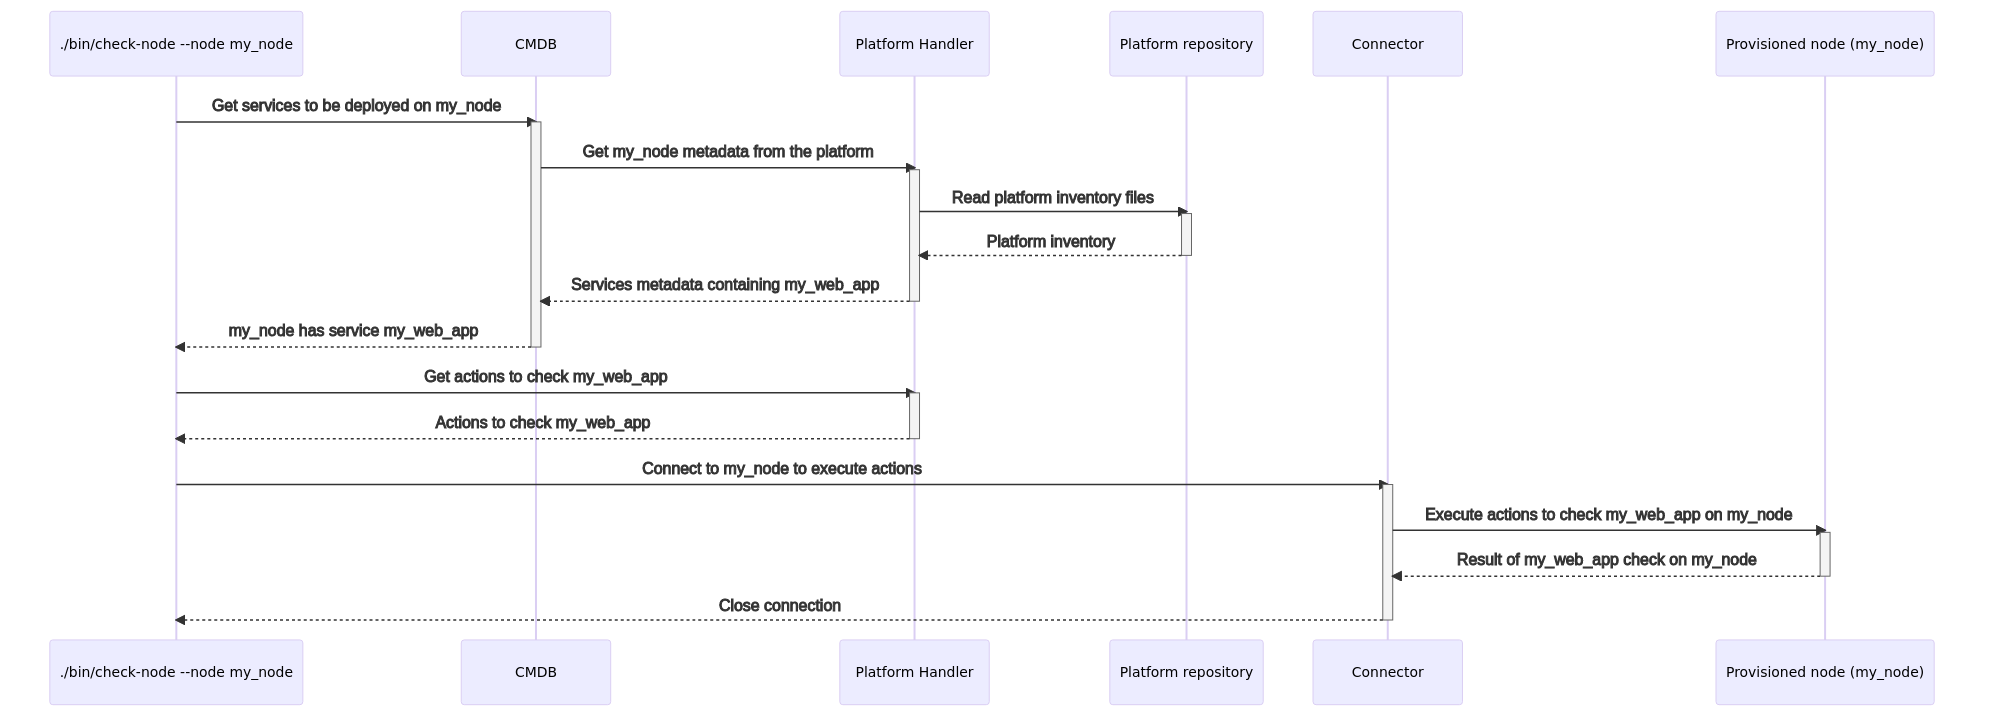 ./bin/check-node --node my_node
CMDB
Platform Handler
Platform repository
Connector
Provisioned node (my_node)
Get services to be deployed on my_node
Get my_node metadata from the platform
Read platform inventory files
Platform inventory
Services metadata containing my_web_app
my_node has service my_web_app
Get actions to check my_web_app
Actions to check my_web_app
Connect to my_node to execute actions
Execute actions to check my_web_app on my_node
Result of my_web_app check on my_node
Close connection
./bin/check-node --node my_node
CMDB
Platform Handler
Platform repository
Connector
Provisioned node (my_node)